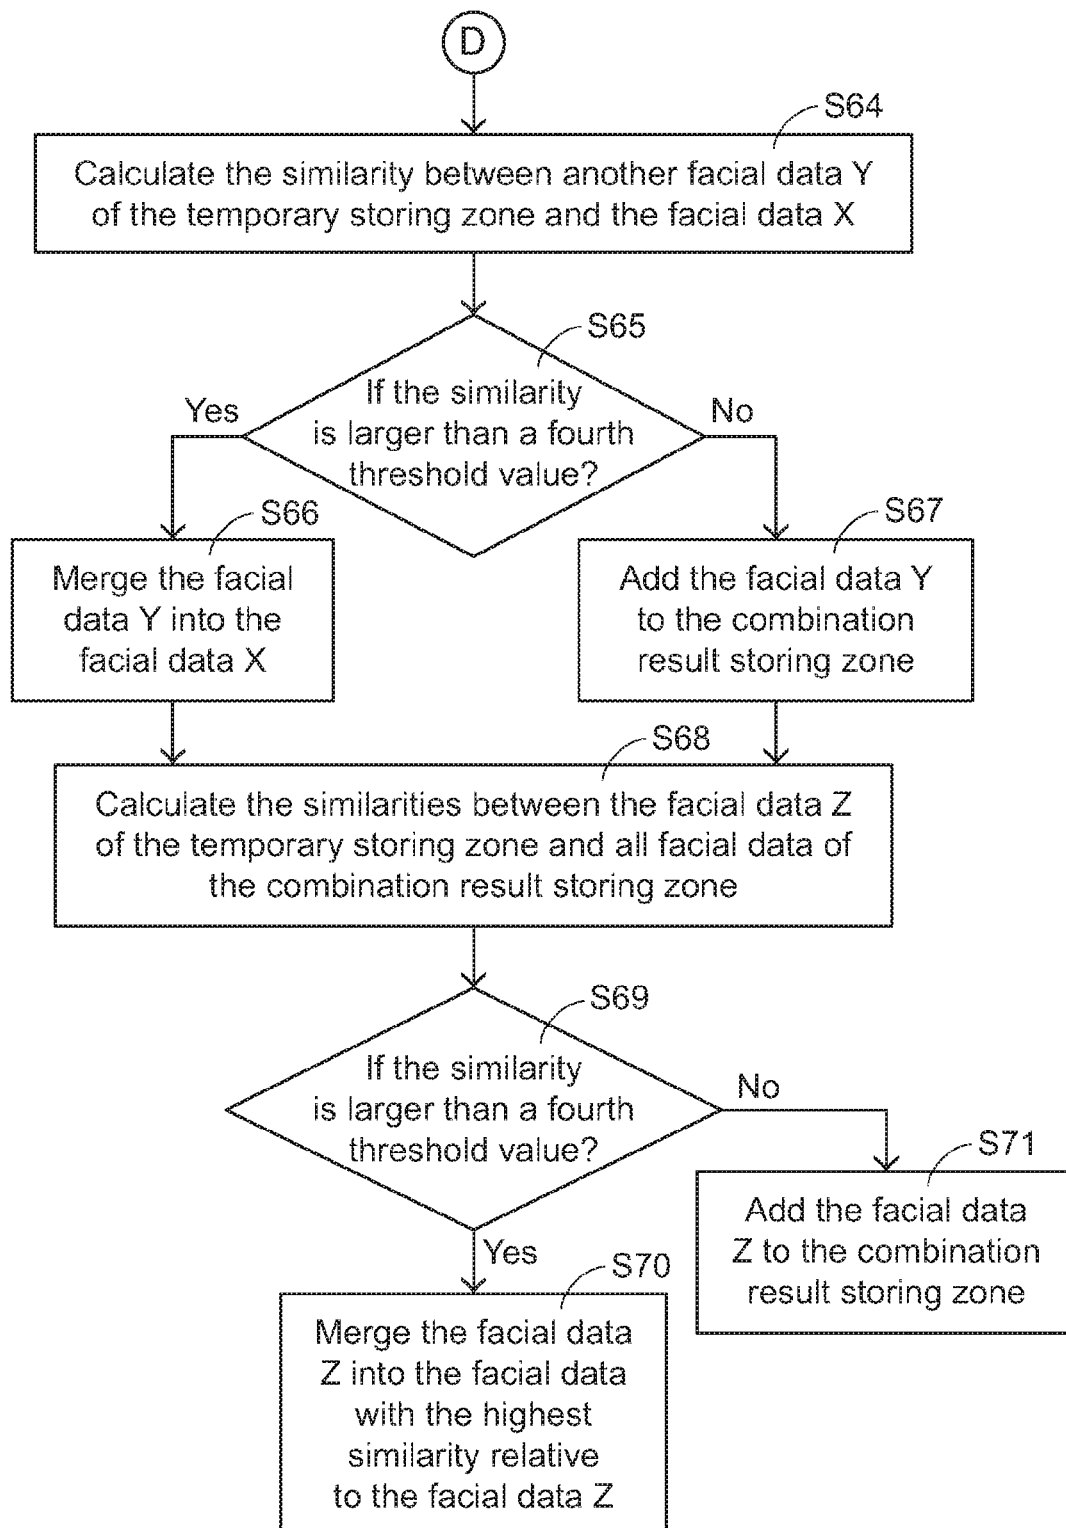 D
S64
Calculate the similarity between another facial data Y
of the temporary storing zone and the facial data X
S65
If the similarity
is larger than a fourth
threshold value?
Yes
No
S66
Merge the facial
data Y into the
facial data X
S67
Add the facial data Y
to the combination
result storing zone
S68
Calculate the similarities between the facial data Z
of the temporary storing zone and all facial data of
the combination result storing zone
S69
If the similarity
is larger than a fourth
threshold value?
No
Yes
S71
Add the facial data
Z to the combination
result storing zone
S70
Merge the facial data
Z into the facial data
with the highest
similarity relative
to the facial data Z